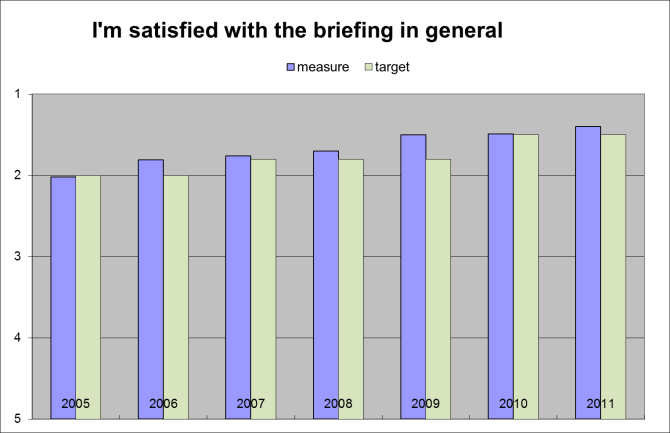 I'm satisfied with the briefing in general
measure target
1
2
3
4
5
2005 2006 2007 2008 2009 2010 2011